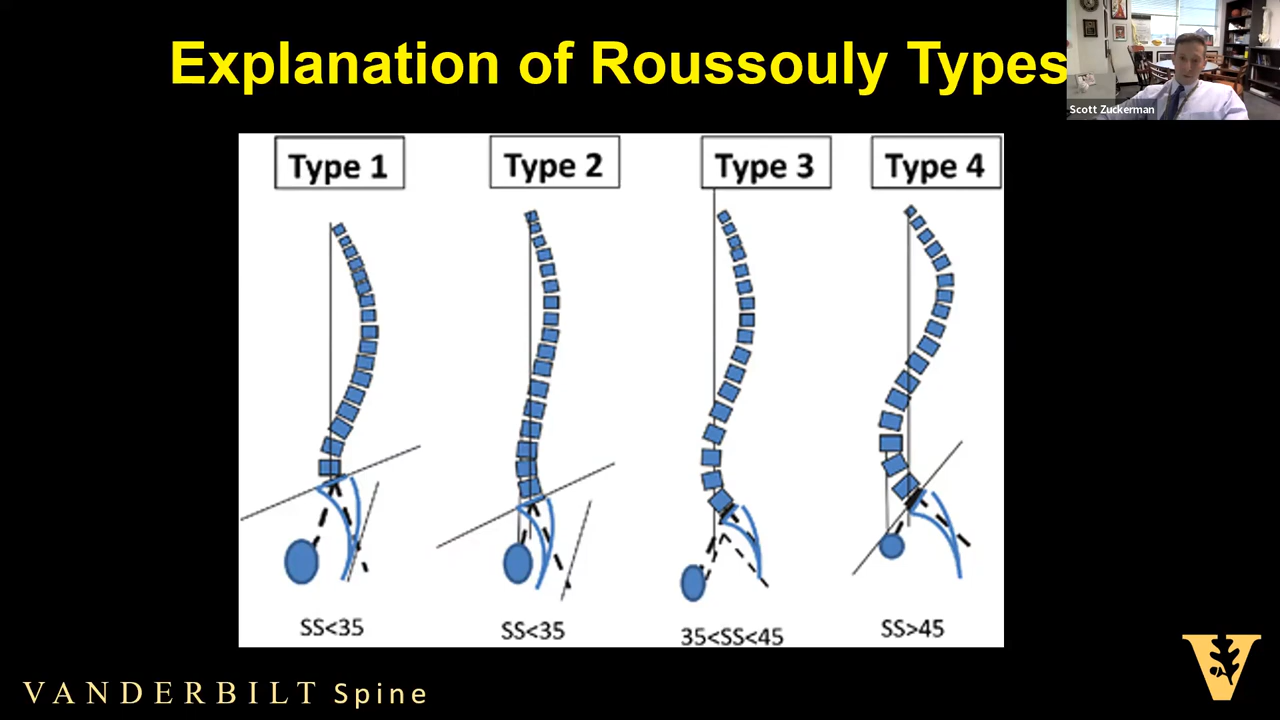 Explanation of Roussouly Types
Scott Zuckerman
Type 1
Type 2
Type 3
Type 4
SS<35
SS<35
35<SS<45
SS>45
VANDERBILT Spine
V